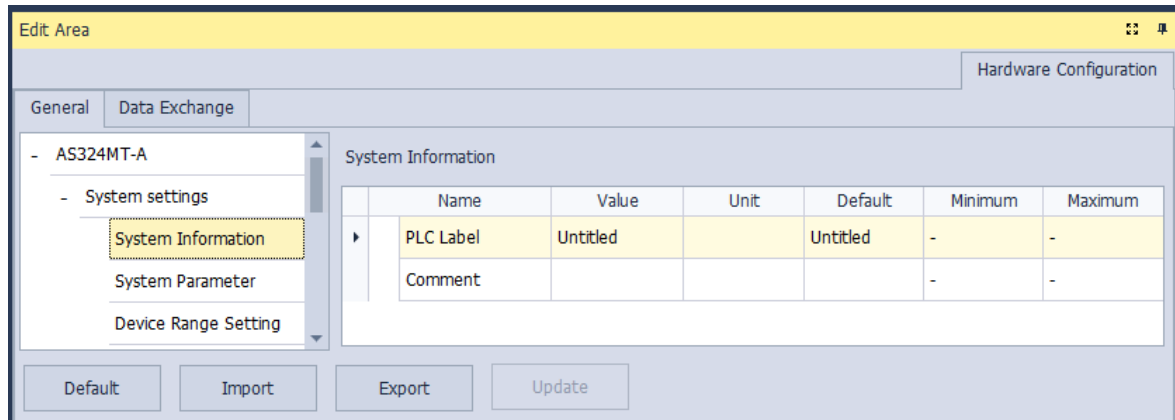 Edit Area
Hardware Configuration
General Data Exchange
- AS324MT-A
- System settings
System Information
System Parameter
Device Range Setting
System Information
Name Value Unit Default Minimum Maximum
PLC Label Untitled Untitled - -
Comment - -
Default Import Export Update